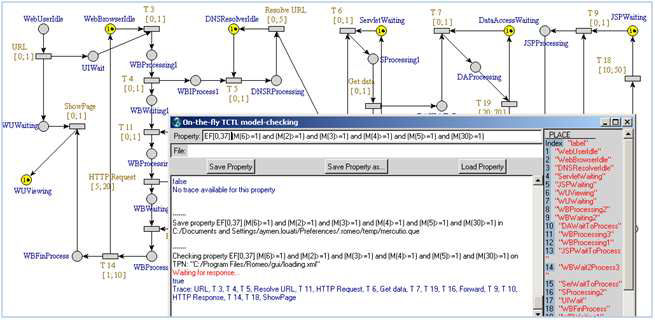 WebUserIdle
WebBrowserIdle
T 3
[0,1]
DNSResolverIdle
Resolve URL
[0,5]
T 6
[0,1]
ServletWaiting
T 7
[0,1]
DataAccessWaiting
T 9
[0,1]
JSPWaiting
URL
[0,1]
UIWait
WBProcessing1
SProcessing1
DAProcessing
JSPProcessing
T 4
[0,1]
WBIProcess1
T 5
[0,1]
DNSRProcessing
Get data
[0,1]
T 19
[20,20]
T 18
[10,50]
ShowPage
[0,1]
WBWaiting1
WUWaiting
T 11
[0,1]
WUViewing
HTTP Request
[5,20]
WBProcessin
WBWaiting
WBFinProcess
T 14
[1,10]
WBProcess
On-the-fly TCTL model-checking
Property: EF[0,37] (M(6)>=1) and (M(2)>=1) and (M(3)>=1) and (M(4)>=1) and (M(5)>=1) and (M(30)>=1)
File:
Save Property
Save Property as...
Load Property
false
No trace available for this property
-------
Save property EF[0,37] (M(6)>=1) and (M(2)>=1) and (M(3)>=1) and (M(4)>=1) and (M(5)>=1) and (M(30)>=1) in
C:/Documents and Settings/aymen.louati/Preferences/.romeo/temp/mercutio.que
-------
Checking property EF[0,37] (M(6)>=1) and (M(2)>=1) and (M(3)>=1) and (M(4)>=1) and (M(5)>=1) and (M(30)>=1) on
TPN: "C:/Program Files/Romeo/gui/loading.xml"
Waiting for response...
true
Trace: URL, T 3, T 4, T 5, Resolve URL, T 11, HTTP Request, T 6, Get data, T 7, T 19, T 16, Forward, T 9, T 10,
HTTP Response, T 14, T 18, ShowPage
PLACE
Index "label"
1 "WebUserIdle"
2 "WebBrowserIdle"
3 "DNSResolverIdle"
4 "ServletWaiting"
5 "JSPWaiting"
6 "WUViewing"
7 "WUWaiting"
8 "WBProcessing2"
9 "WBWaiting2"
10 "DAWaitToProcess"
11 "WBProcessing3"
12 "WBProcessing1"
13 "JSPWaitToProcess
"
14 "WBWait2Process3
"
15 "SerWaitToProcess"
16 "SProcessing2"
17 "UIWait"
18 "WBFinProcess"